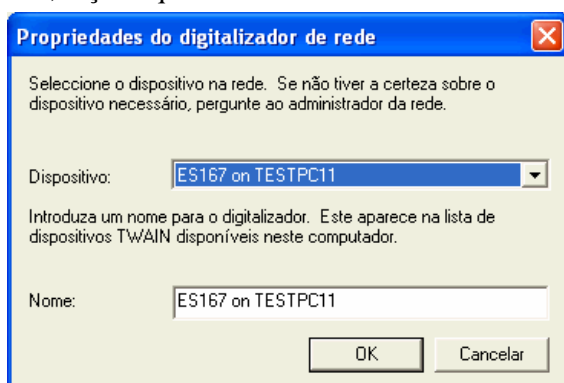 Propriedades do digitalizador de rede
Seleccione o dispositivo na rede. Se não tiver a certeza sobre o
dispositivo necessário, pergunte ao administrador da rede.
Dispositivo: ES167 on TESTPC11
Introduza um nome para o digitalizador. Este aparece na lista de
dispositivos TWAIN disponíveis neste computador.
Nome: ES167 on TESTPC11
OK Cancelar